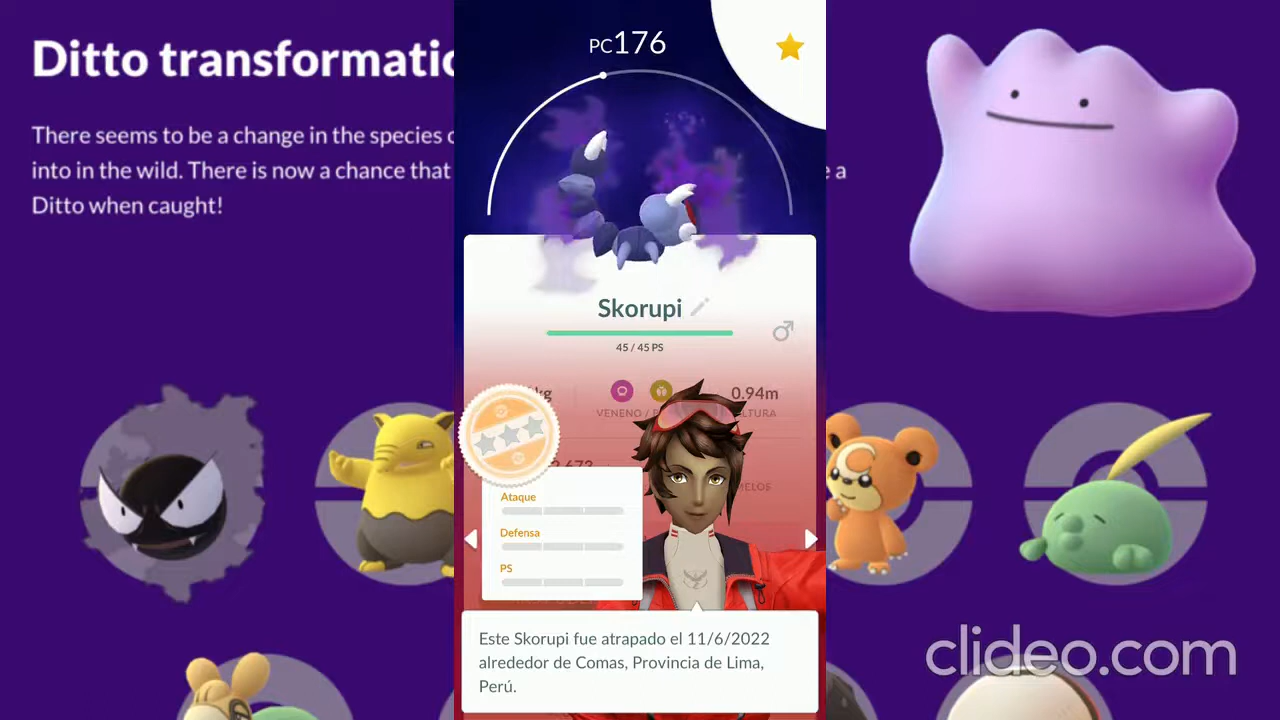 Ditto transformatio
There seems to be a change in the species
into in the wild. There is now a chance that
e a
Ditto when caught!
PC176
Skorupi
45 / 45 PS
kg
0.94m
VENENO /
Ataque
Defensa
PS
Este Skorupi fue atrapado el 11/6/2022
alrededor de Comas, Provincia de Lima,
Perú.
clideo.com